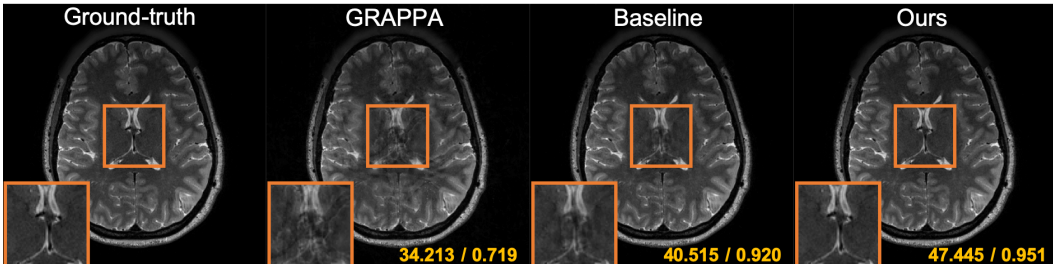 Ground-truth
GRAPPA
Baseline
Ours
34.213 / 0.719
40.515 / 0.920
47.445 / 0.951